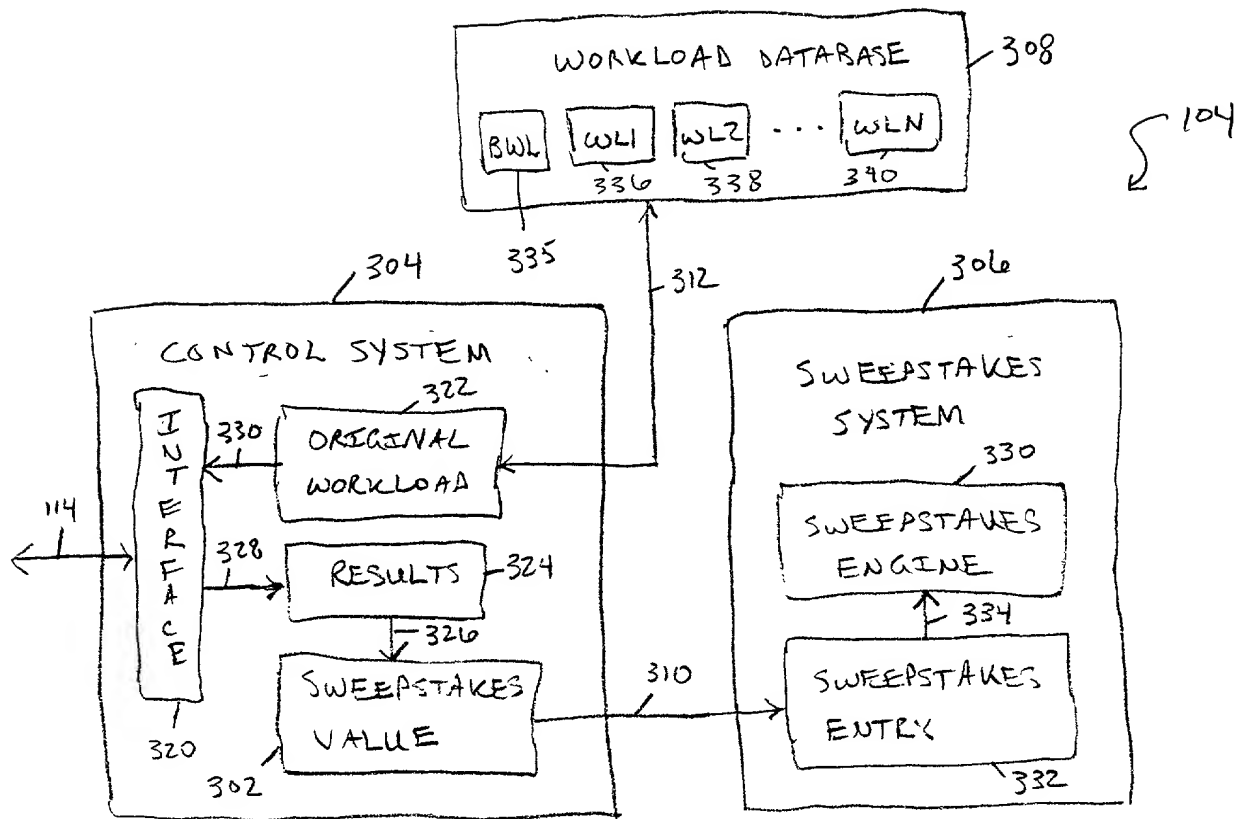 WORKLOAD DATABASE
308
104
BWL
WL1
WL2
...
WLN
336
338
340
335
304
312
306
CONTROL SYSTEM
SWEEPSTAKES
SYSTEM
INTERFACE
322
330
ORIGINAL
WORKLOAD
330
114
328
RESULTS
324
SWEEPSTAKES
ENGINE
326
334
SWEEPSTAKES
VALUE
310
SWEEPSTAKES
ENTRY
320
302
332